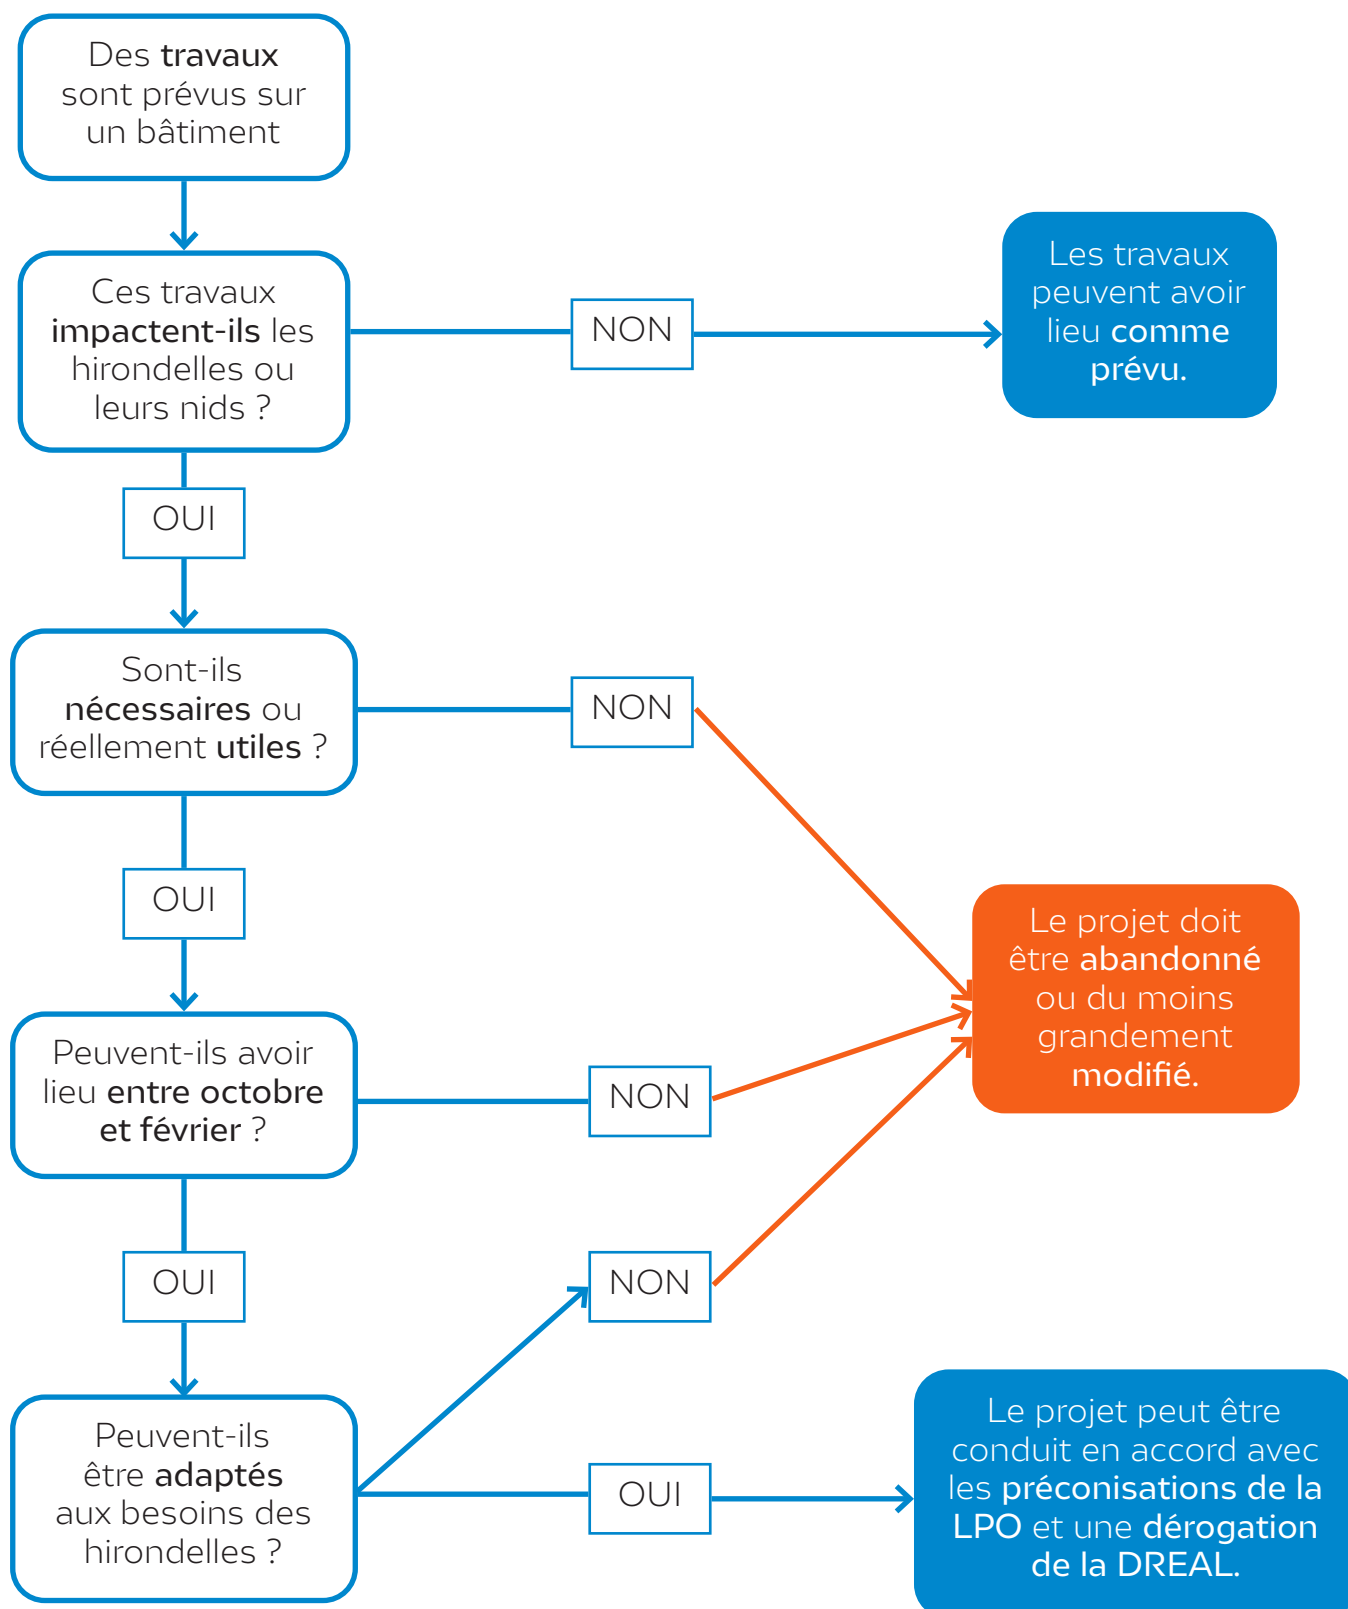 Des travaux
sont prévus sur
un bâtiment
Ces travaux
impactent-ils les
hirondelles ou
leurs nids ?
NON
Les travaux
peuvent avoir
lieu comme
prévu.
OUI
Sont-ils
nécessaires ou
réellement utiles ?
NON
OUI
Le projet doit
être abandonné
ou du moins
grandement
modifié.
Peuvent-ils avoir
lieu entre octobre
et février ?
NON
OUI
NON
Peuvent-ils
être adaptés
aux besoins des
hirondelles ?
OUI
Le projet peut être
conduit en accord avec
les préconisations de la
LPO et une dérogation
de la DREAL.